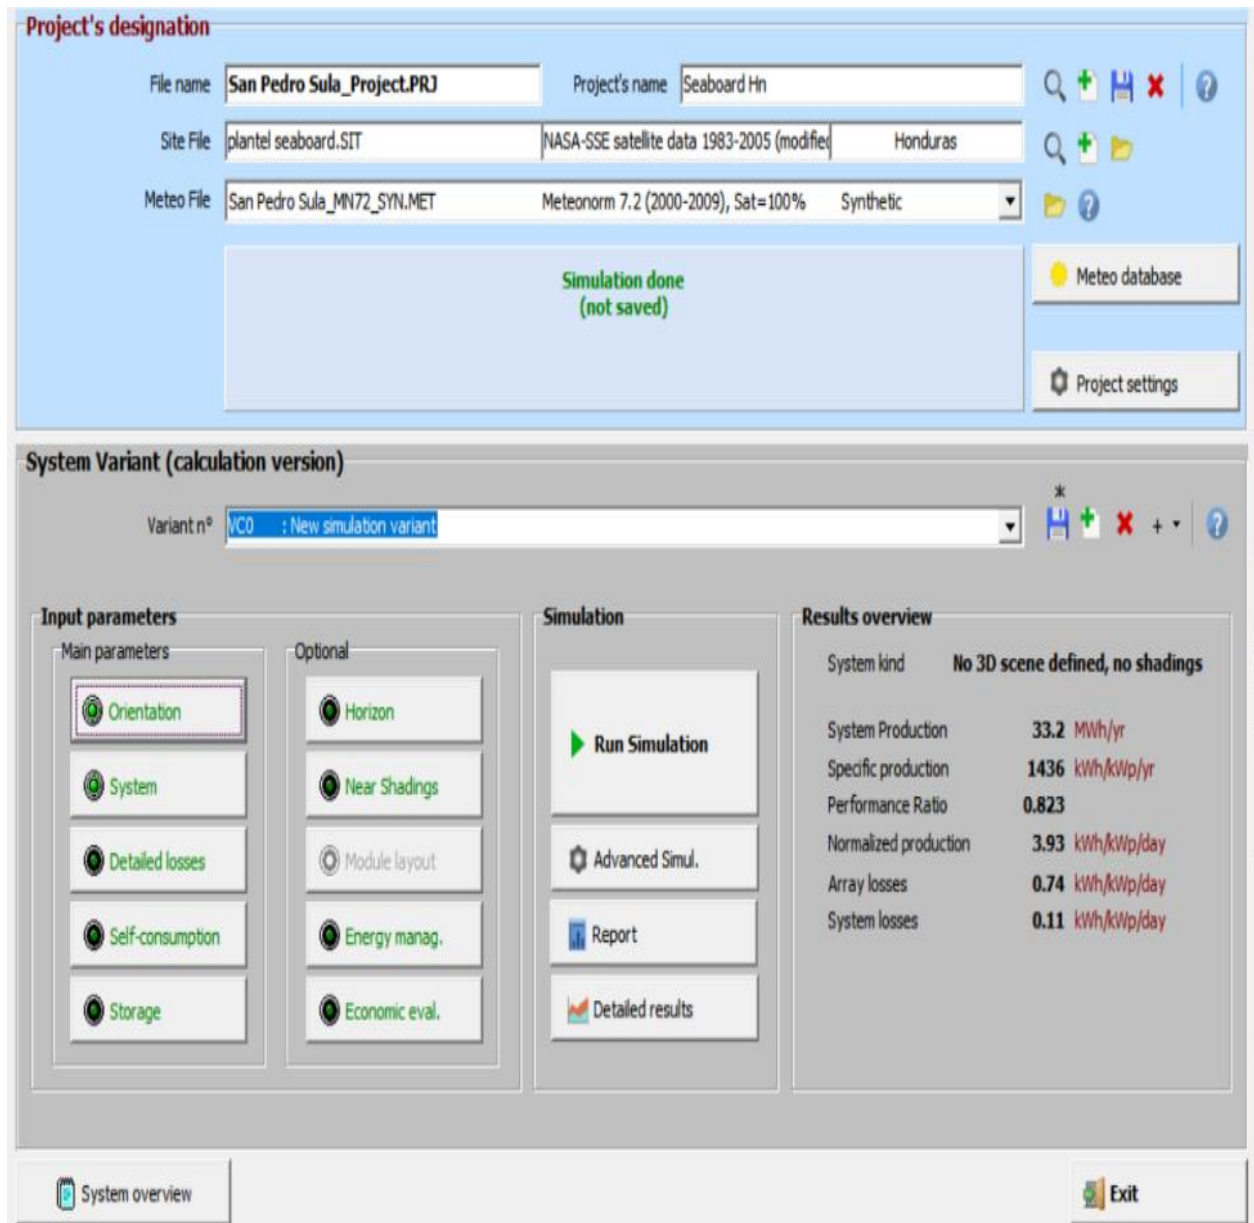 Project's designation
File name San Pedro Sula_Project.PRJ Project's name Seaboard Hn
Site File plantel seaboard.SIT NASA-SSE satellite data 1983-2005 (modified Honduras
Meteo File San Pedro Sula_MN72_SYN.MET Meteonorm 7.2 (2000-2009), Sat=100% Synthetic
Simulation done
(not saved)
Meteo database
Project settings
System Variant (calculation version)
Variant nº VC0 : New simulation variant
Input parameters
Main parameters
Orientation
System
Detailed losses
Self-consumption
Storage
Optional
Horizon
Near Shadings
Module layout
Energy manag.
Economic eval.
Simulation
Run Simulation
Advanced Simul.
Report
Detailed results
Results overview
System kind No 3D scene defined, no shadings
System Production 33.2 MWh/yr
Specific production 1436 kWh/kWp/yr
Performance Ratio 0.823
Normalized production 3.93 kWh/kWp/day
Array losses 0.74 kWh/kWp/day
System losses 0.11 kWh/kWp/day
System overview
Exit